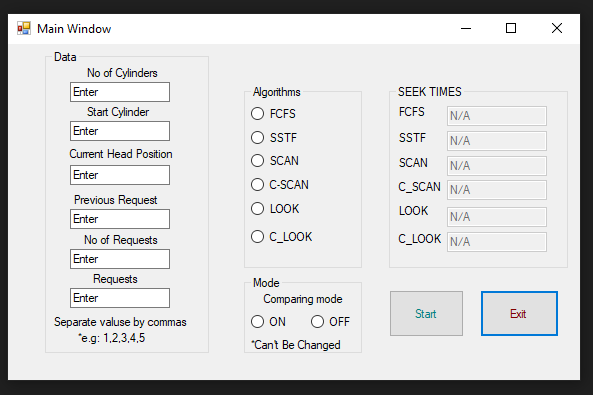 Main Window
Data
No of Cylinders
Enter
Start Cylinder
Enter
Current Head Position
Enter
Previous Request
Enter
No of Requests
Enter
Requests
Enter
Separate valuse by commas
*e.g: 1,2,3,4,5
Algorithms
FCFS
SSTF
SCAN
C-SCAN
LOOK
C_LOOK
Mode
Comparing mode
ON OFF
*Can't Be Changed
SEEK TIMES
FCFS N/A
SSTF N/A
SCAN N/A
C_SCAN N/A
LOOK N/A
C_LOOK N/A
Start Exit